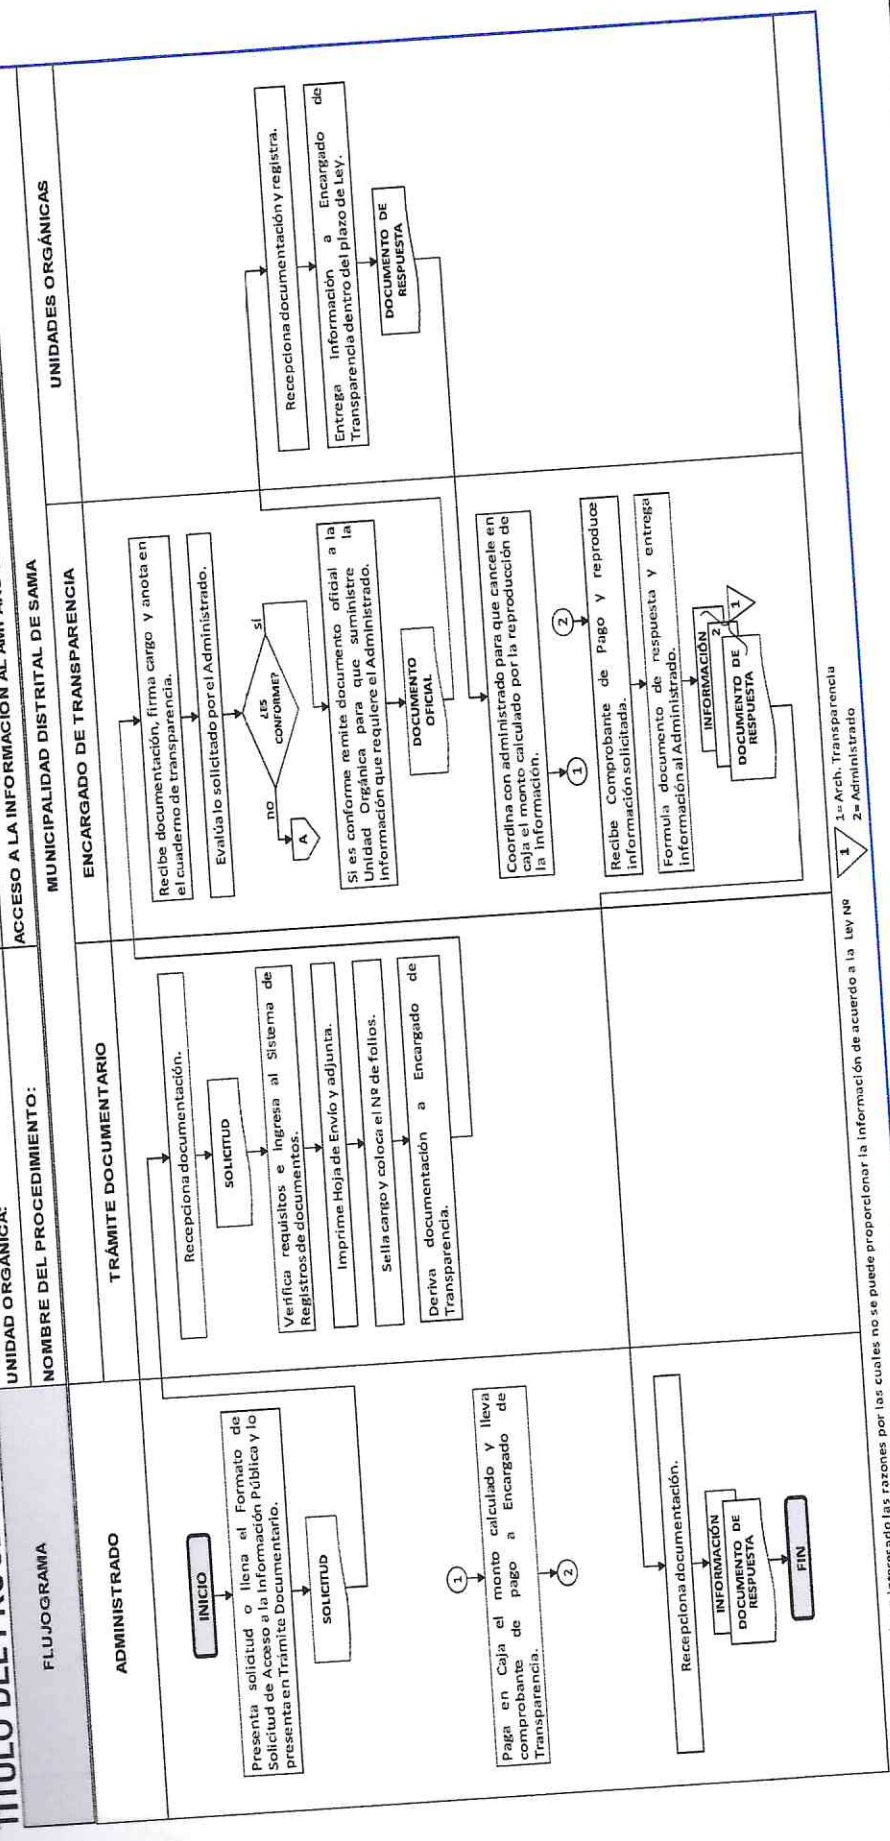 FLUJOGRAMA
UNIDAD ORGÁNICA:
NOMBRE DEL PROCEDIMIENTO:
ACCESO A LA INFORMACIÓN AL
MUNICIPALIDAD DISTRITAL DE SAMA
ADMINISTRADO
TRÁMITE DOCUMENTARIO
ENCARGADO DE TRANSPARENCIA
UNIDADES ORGÁNICAS
INICIO
Presenta solicitud o llena el Formato de
Solicitud de Acceso a la Información Pública y lo
presenta en Trámite Documentario.
SOLICITUD
1
Paga en Caja el monto calculado y lleva
comprobante de pago a Encargado de
Transparencia.
2
Recepciona documentación.
INFORMACIÓN
DOCUMENTO DE
RESPUESTA
FIN
Recepciona documentación.
SOLICITUD
Verifica requisitos e Ingresa al Sistema de
Registros de documentos.
Imprime Hoja de Envío y adjunta.
Sella cargo y coloca el Nº de folios.
Deriva documentación a Encargado de
Transparencia.
Recibe documentación, firma cargo y anota en
el cuaderno de transparencia.
Evalúa lo solicitado por el Administrado.
¿ES
CONFORME?
no
sí
A
Si es conforme remite documento oficial a la
Unidad Orgánica para que suministre la
Información que requiere el Administrado.
DOCUMENTO
OFICIAL
Coordina con administrado para que cancele en
caja el monto calculado por la reproducción de
la información.
1
2
Recibe Comprobante de Pago y reproduce
información solicitada.
Formula documento de respuesta y entrega
información al Administrado.
INFORMACIÓN
2
DOCUMENTO DE
RESPUESTA
1
Recepciona documentación y registra.
Entrega Información a Encargado de
Transparencia dentro del plazo de Ley.
DOCUMENTO DE
RESPUESTA
1
1= Arch. Transparencia
2= Administrado
las razones por las cuales no se puede proporcionar la información de acuerdo a la Ley Nº